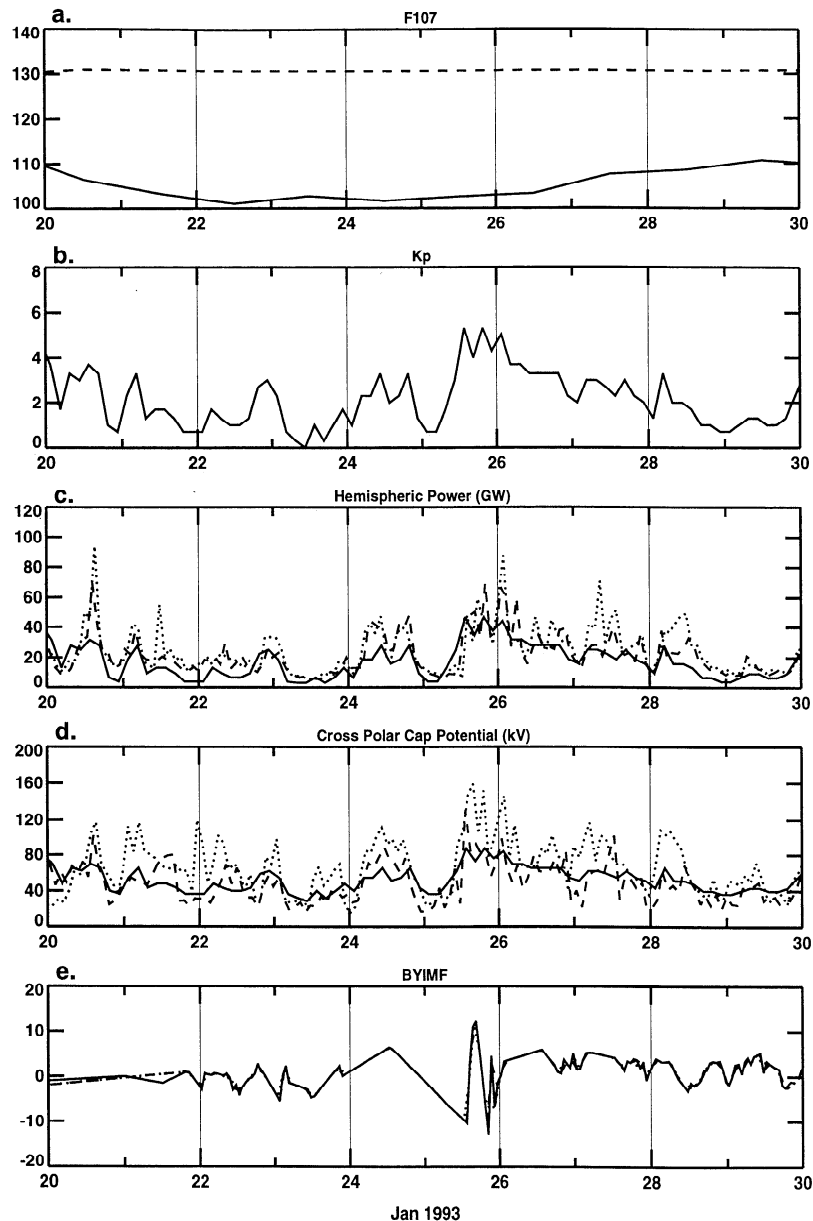 a.
F107
140
130
120
110
100
20 22 24 26 28 30
b.
Kp
8
6
4
2
0
20 22 24 26 28 30
c.
Hemispheric Power (GW)
120
100
80
60
40
20
0
20 22 24 26 28 30
d.
Cross Polar Cap Potential (kV)
200
160
120
80
40
0
20 22 24 26 28 30
e.
BYIMF
20
10
0
-10
-20
20 22 24 26 28 30
Jan 1993